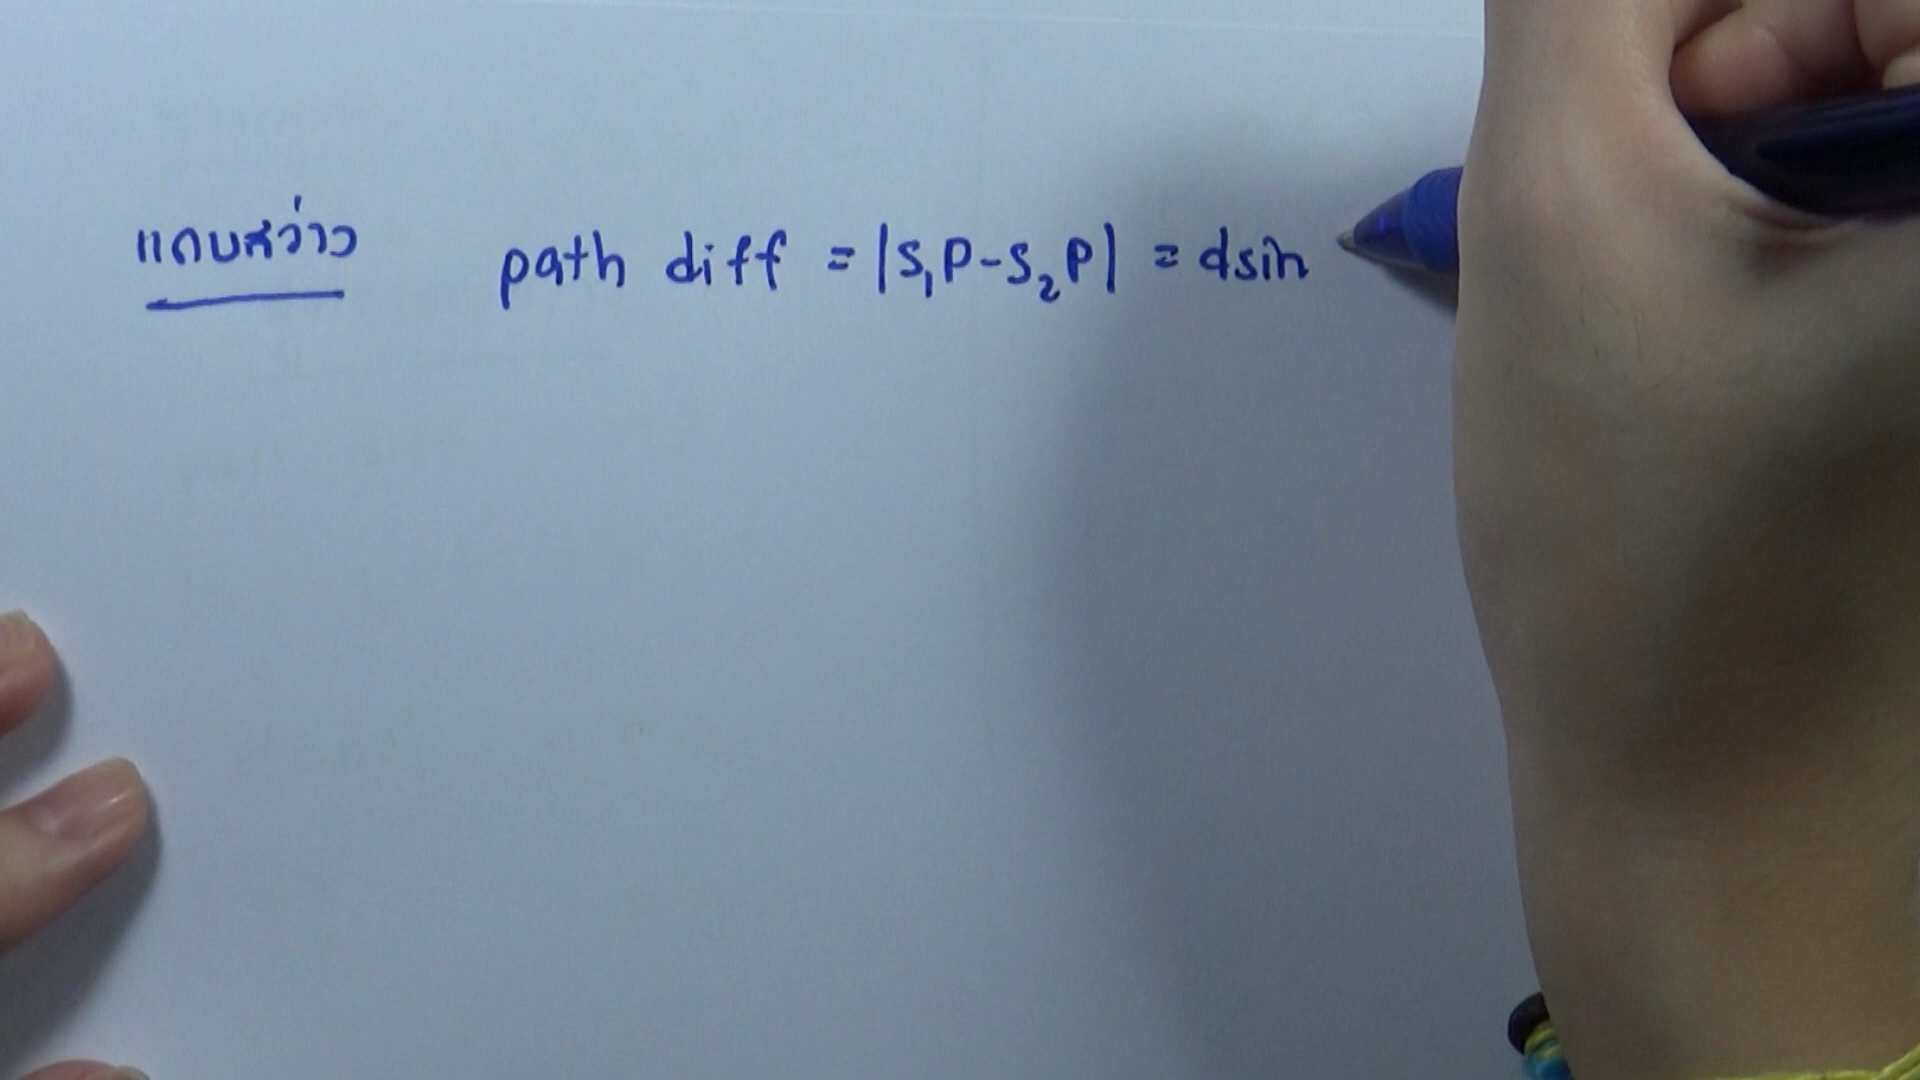 แถบสว่าง path diff = |S₁P-S₂P| = dsin